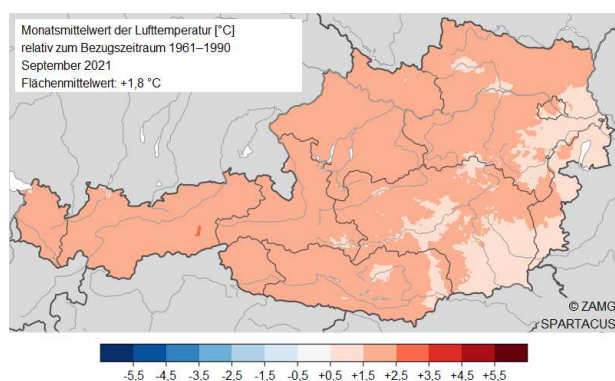 Monatsmittelwert der Lufttemperatur [°C]
relativ zum Bezugszeitraum 1961–1990
September 2021
Flächenmittelwert: +1,8 °C
© ZAMG
SPARTACUS
-5,5 -4,5 -3,5 -2,5 -1,5 -0,5 +0,5 +1,5 +2,5 +3,5 +4,5 +5,5